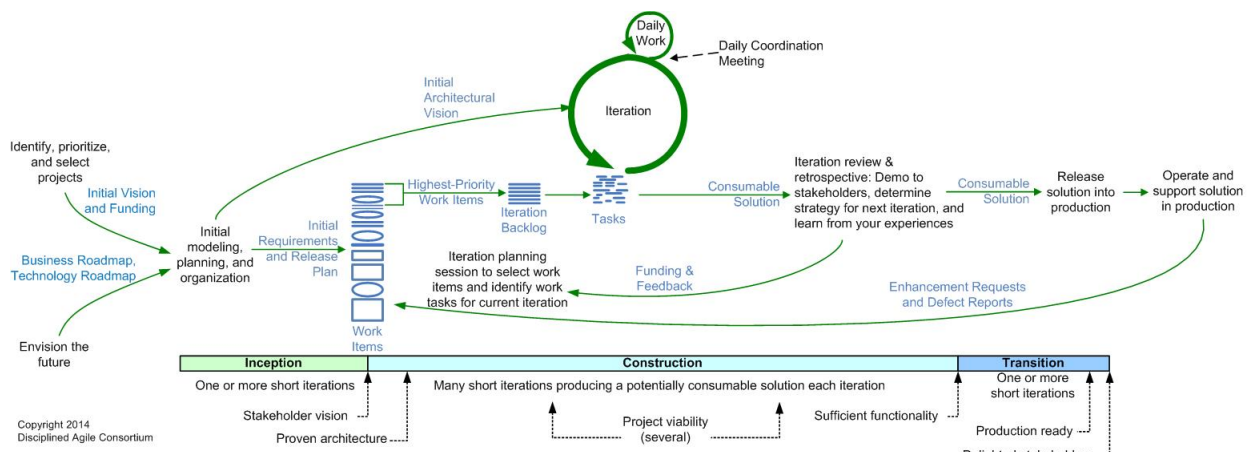 Daily
Work
Daily Coordination
Meeting
Initial
Architectural
Vision
Iteration
Identify, prioritize,
and select
projects
Initial Vision
and Funding
Business Roadmap,
Technology Roadmap
Envision the
future
Initial
modeling,
planning, and
organization
Initial
Requirements
and Release
Plan
Highest-Priority
Work Items
Iteration
Backlog
Tasks
Work
Items
Consumable
Solution
Iteration review &
retrospective: Demo to
stakeholders, determine
strategy for next iteration, and
learn from your experiences
Consumable
Solution
Release
solution into
production
Operate and
support solution
in production
Iteration planning
session to select work
items and identify work
tasks for current iteration
Funding &
Feedback
Enhancement Requests
and Defect Reports
Inception
Construction
Transition
One or more short iterations
Many short iterations producing a potentially consumable solution each iteration
One or more
short iterations
Stakeholder vision
Proven architecture
Project viability
(several)
Sufficient functionality
Production ready
Copyright 2014
Disciplined Agile Consortium